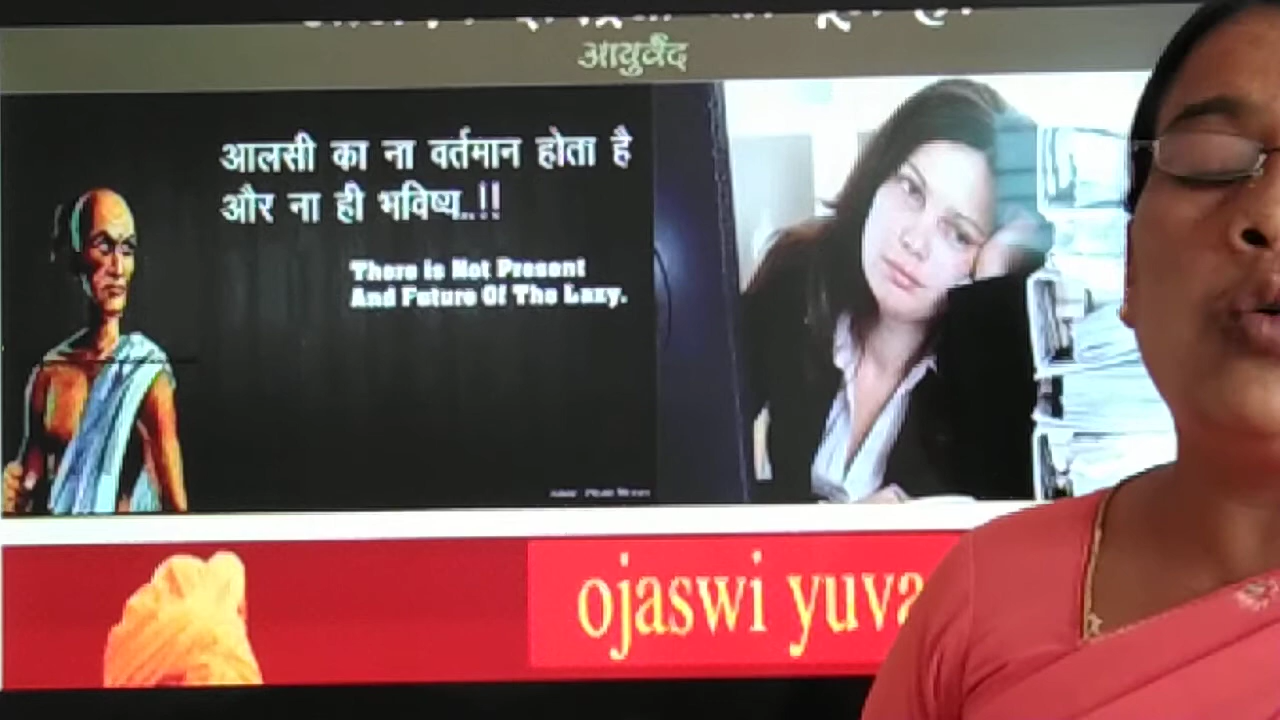 आयुर्वेद
आलसी का ना वर्तमान होता है
और ना ही भविष्य..!!
There is Not Present
And Future Of The Lazy.
ojaswi yuva